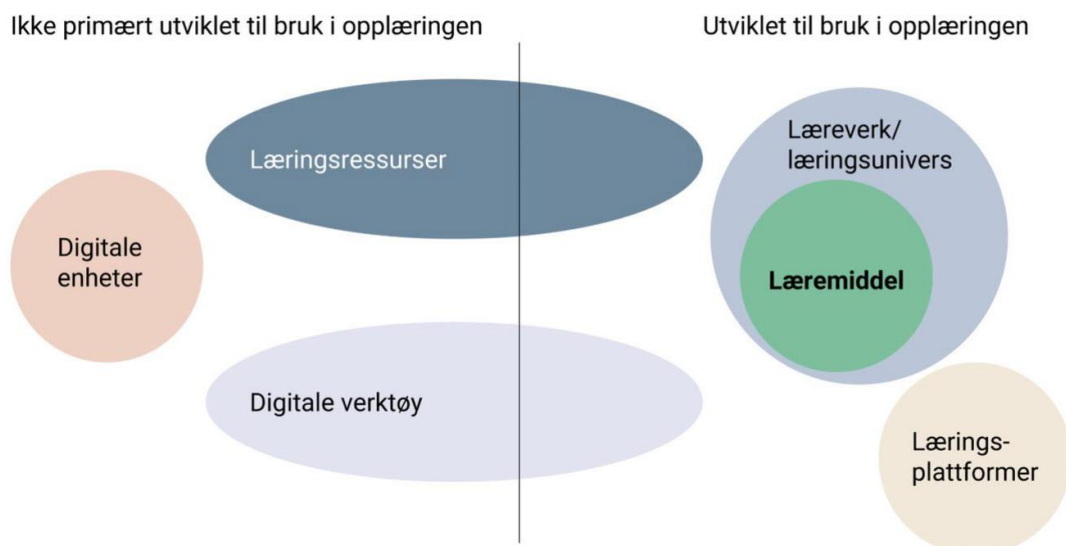 Ikke primært utviklet til bruk i opplæringen
Utviklet til bruk i opplæringen
Læringsressurser
Læreverk/
læringsunivers
Digitale
enheter
Læremiddel
Digitale verktøy
Lærings-
plattformer